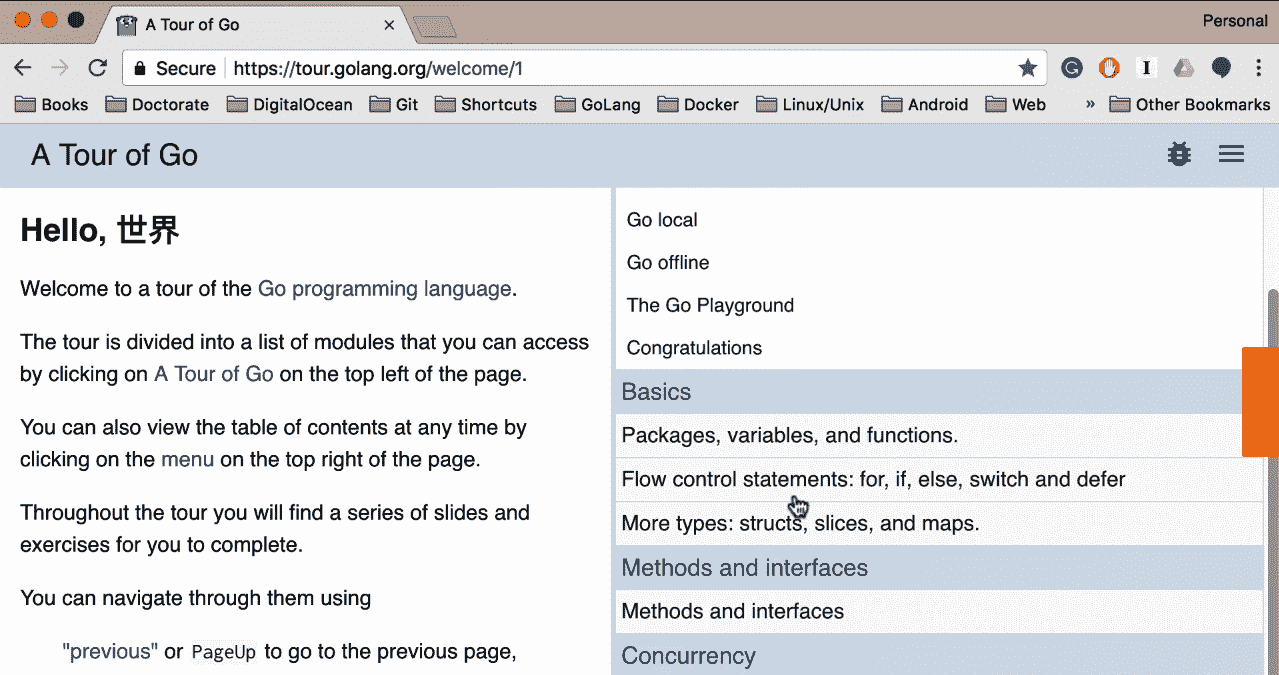 A Tour of Go
Personal
Secure https://tour.golang.org/welcome/1
Books Doctorate DigitalOcean Git Shortcuts GoLang Docker Linux/Unix Android Web » Other Bookmarks
A Tour of Go
Hello, 世界
Welcome to a tour of the Go programming language.
The tour is divided into a list of modules that you can access
by clicking on A Tour of Go on the top left of the page.
You can also view the table of contents at any time by
clicking on the menu on the top right of the page.
Throughout the tour you will find a series of slides and
exercises for you to complete.
You can navigate through them using
"previous" or PageUp to go to the previous page,
Go local
Go offline
The Go Playground
Congratulations
Basics
Packages, variables, and functions.
Flow control statements: for, if, else, switch and defer
More types: structs, slices, and maps.
Methods and interfaces
Methods and interfaces
Concurrency